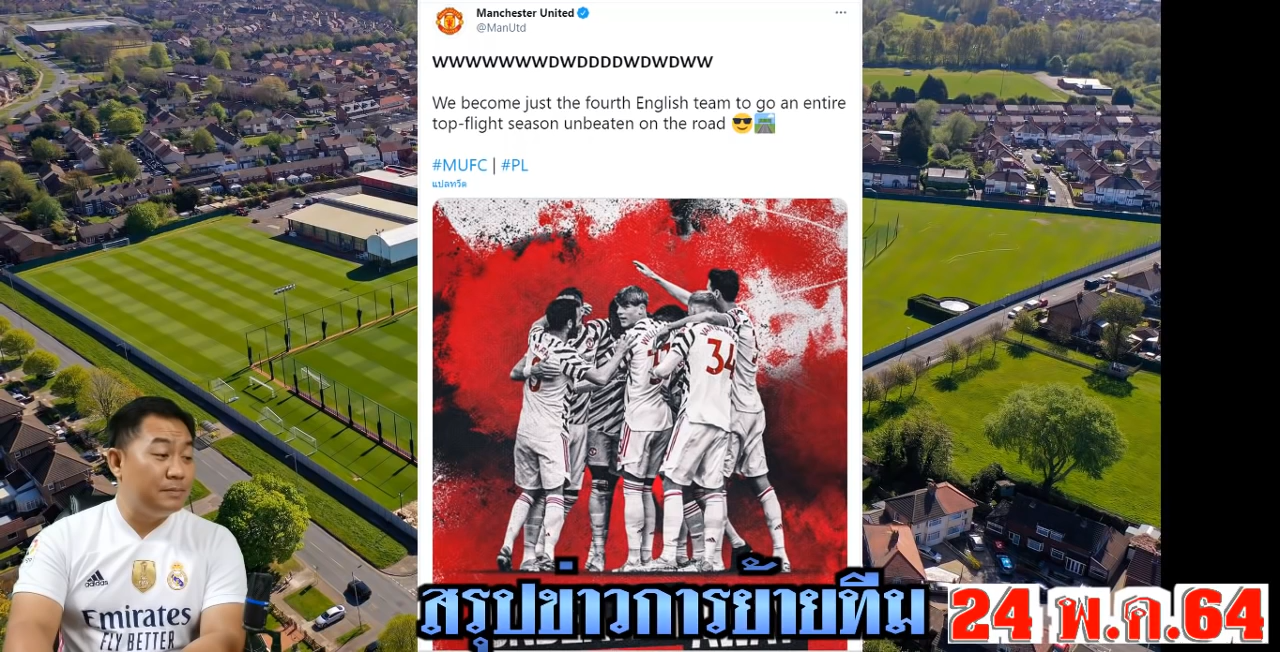 Manchester United
@ManUtd
WWWWWWWDWDDDDWDWDWW
We become just the fourth English team to go an entire
top-flight season unbeaten on the road 😎🛣️
#MUFC | #PL
แปลทวีต
34
adidas
Emirates
FLY BETTER
สรุปข่าวการย้ายทีม 24 พ.ค.64